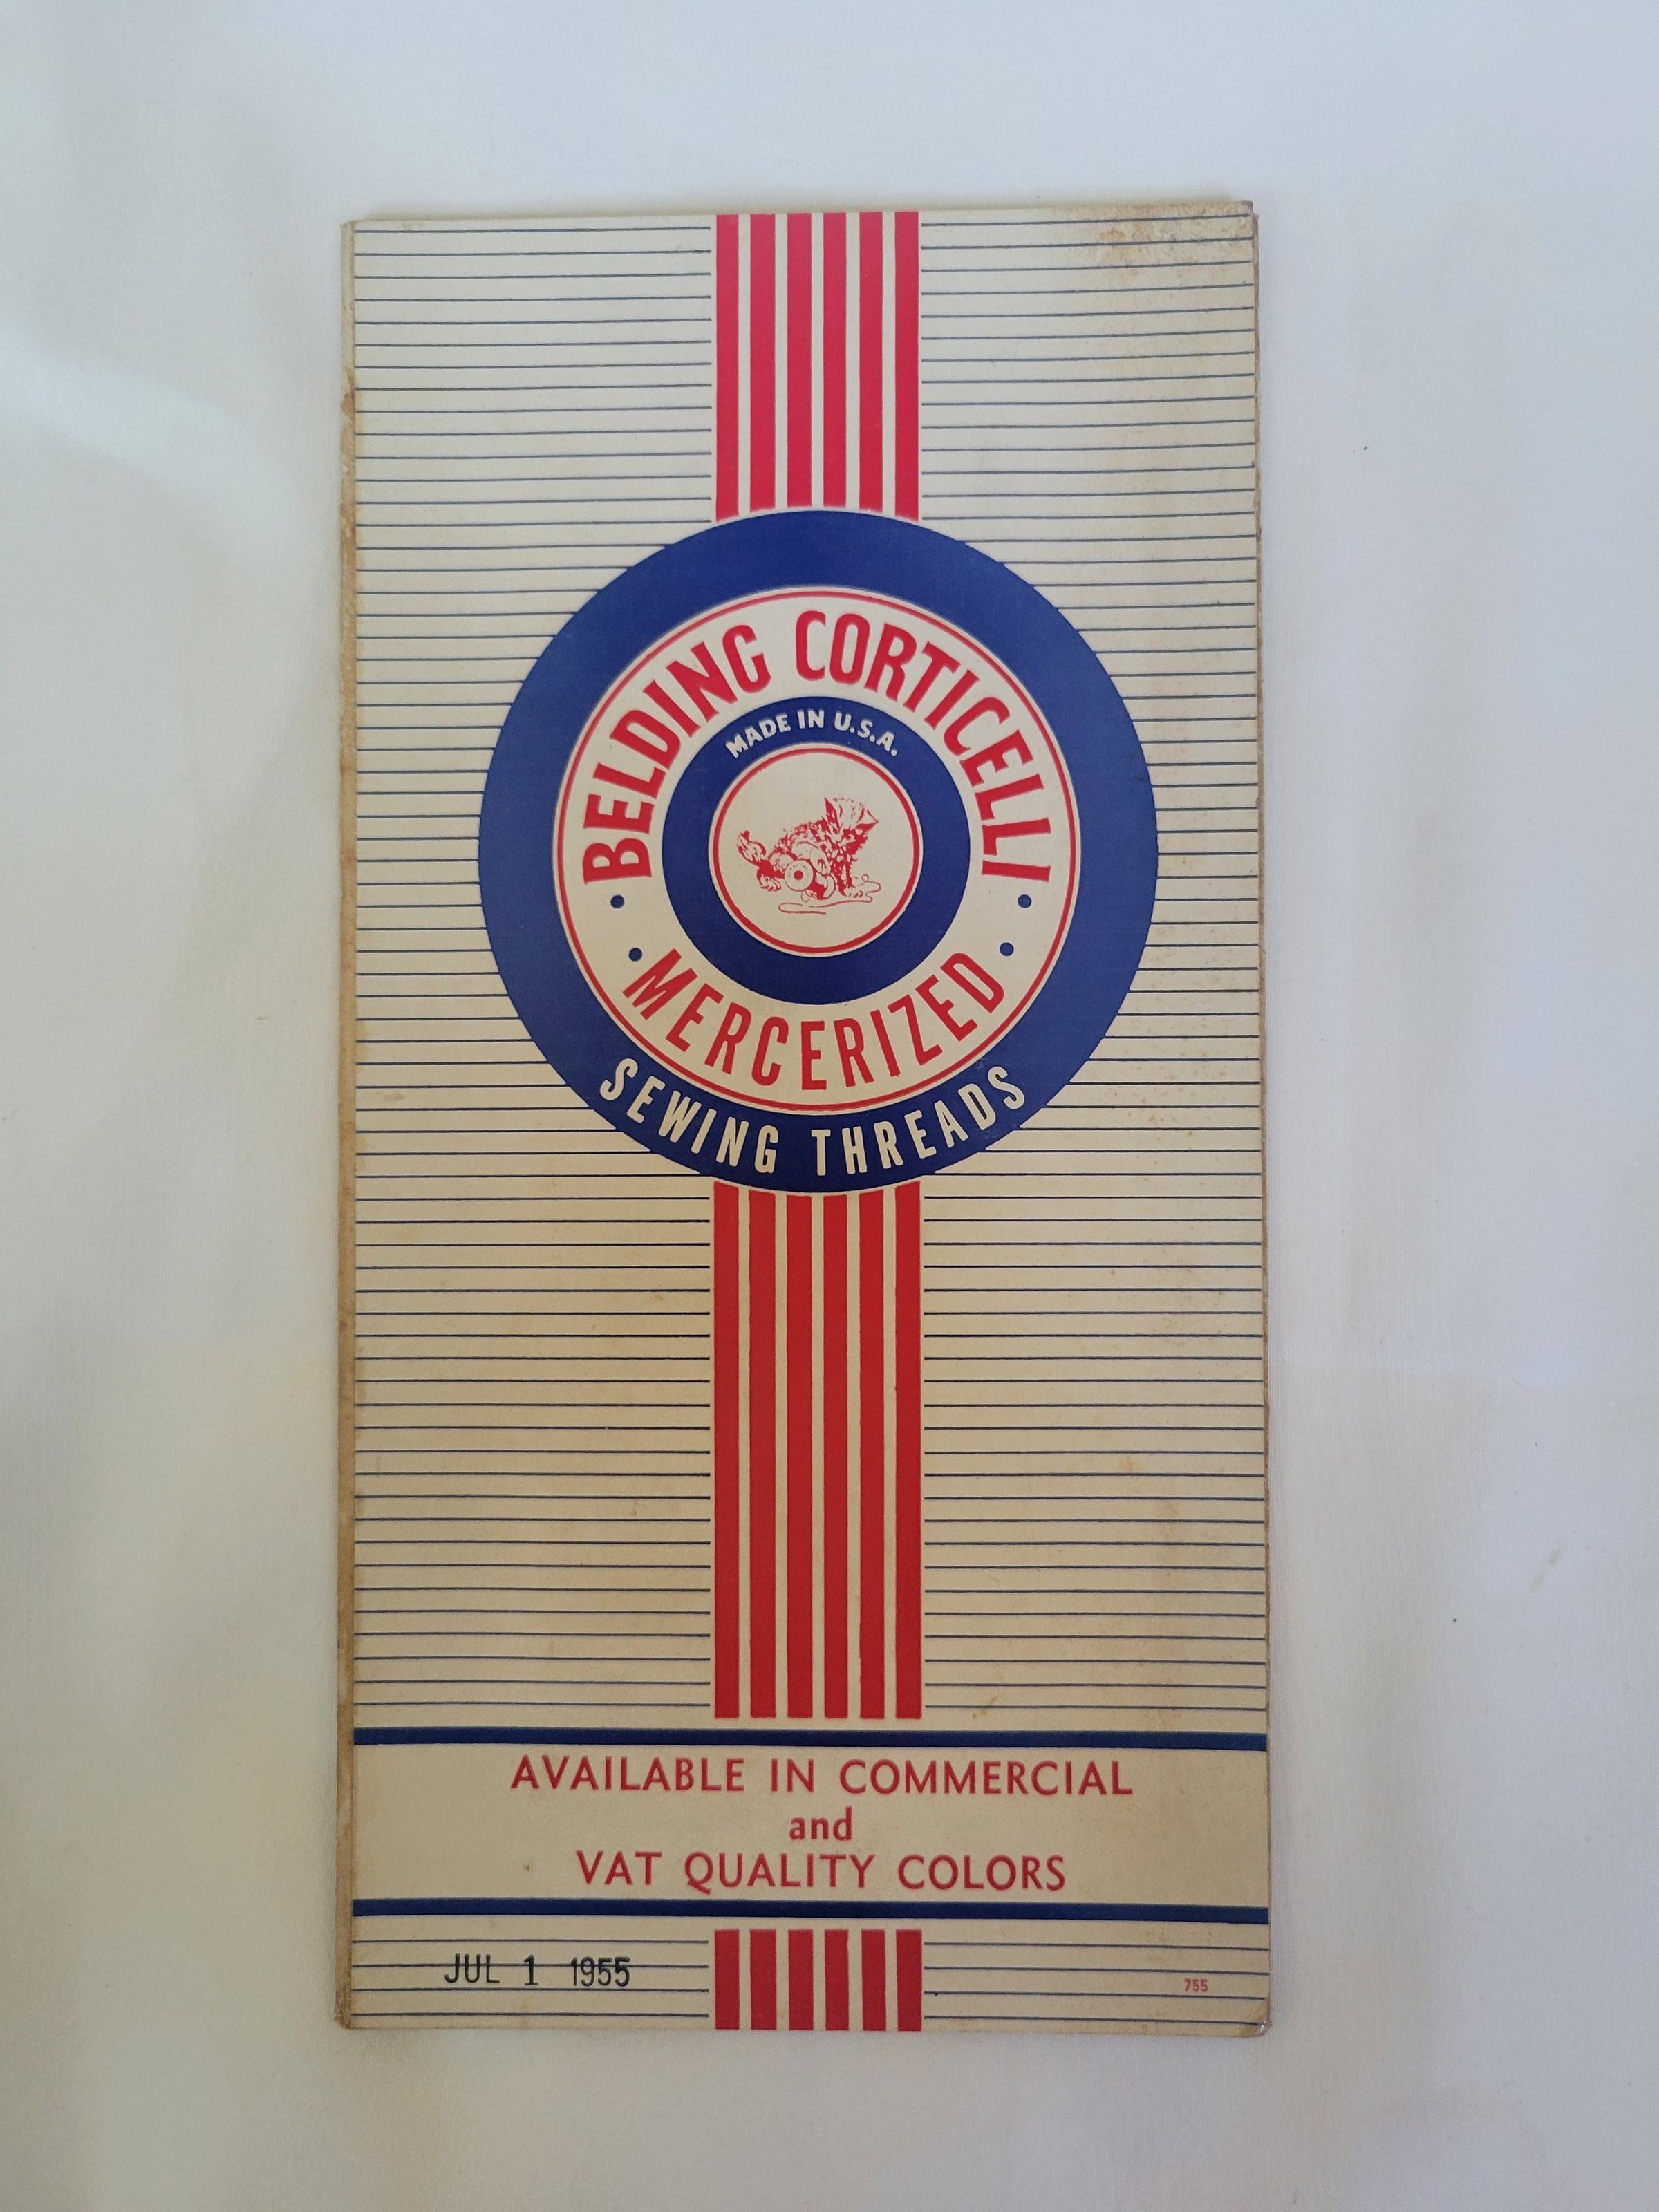 BELDING CORTICELLI
MADE IN U.S.A.
• MERCERIZED •
SEWING THREADS
AVAILABLE IN COMMERCIAL
and
VAT QUALITY COLORS
JUL 1 1955
755